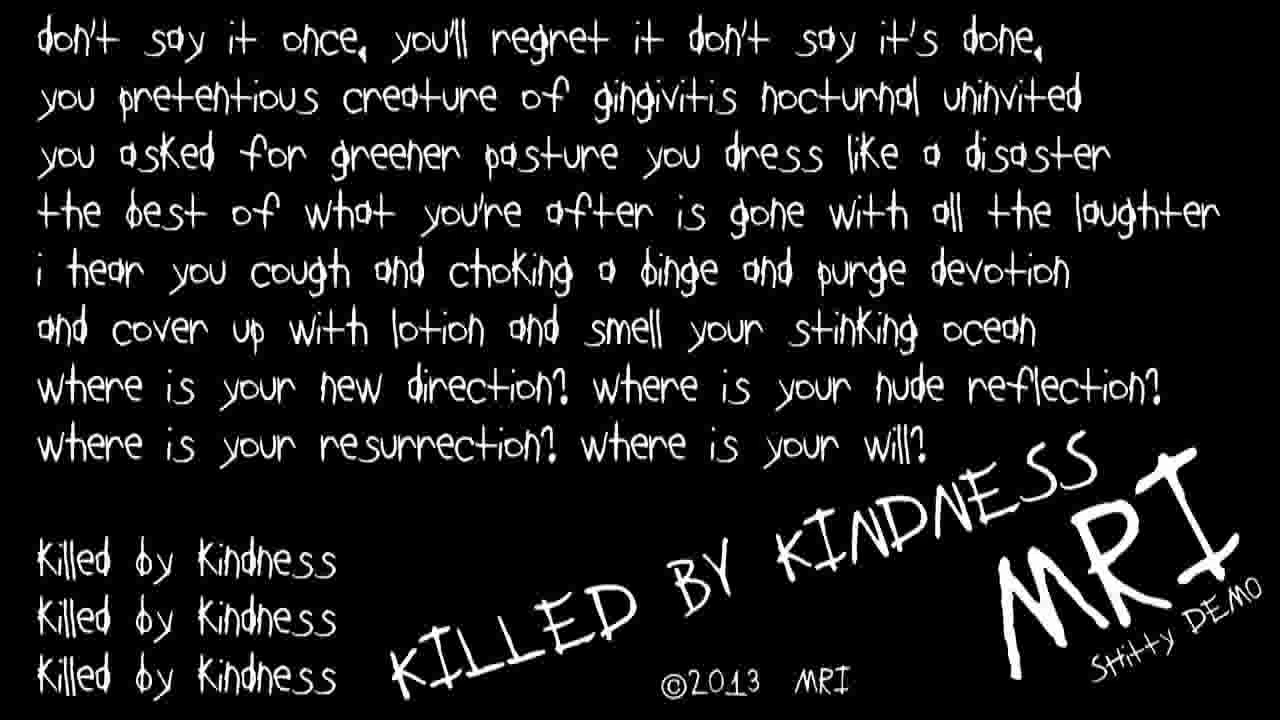 don't say it once, you'll regret it don't say it's done,
you pretentious creature of gingivitis nocturnal uninvited
you asked for greener pasture you dress like a disaster
the best of what you're after is gone with all the laughter
i hear you cough and choking a binge and purge devotion
and cover up with lotion and smell your stinking ocean
where is your new direction? where is your nude reflection?
where is your resurrection? where is your will?
Killed by Kindness
Killed by Kindness
Killed by Kindness
KILLED BY KINDNESS
MRI
SHitty DEMO
©2013 MRI